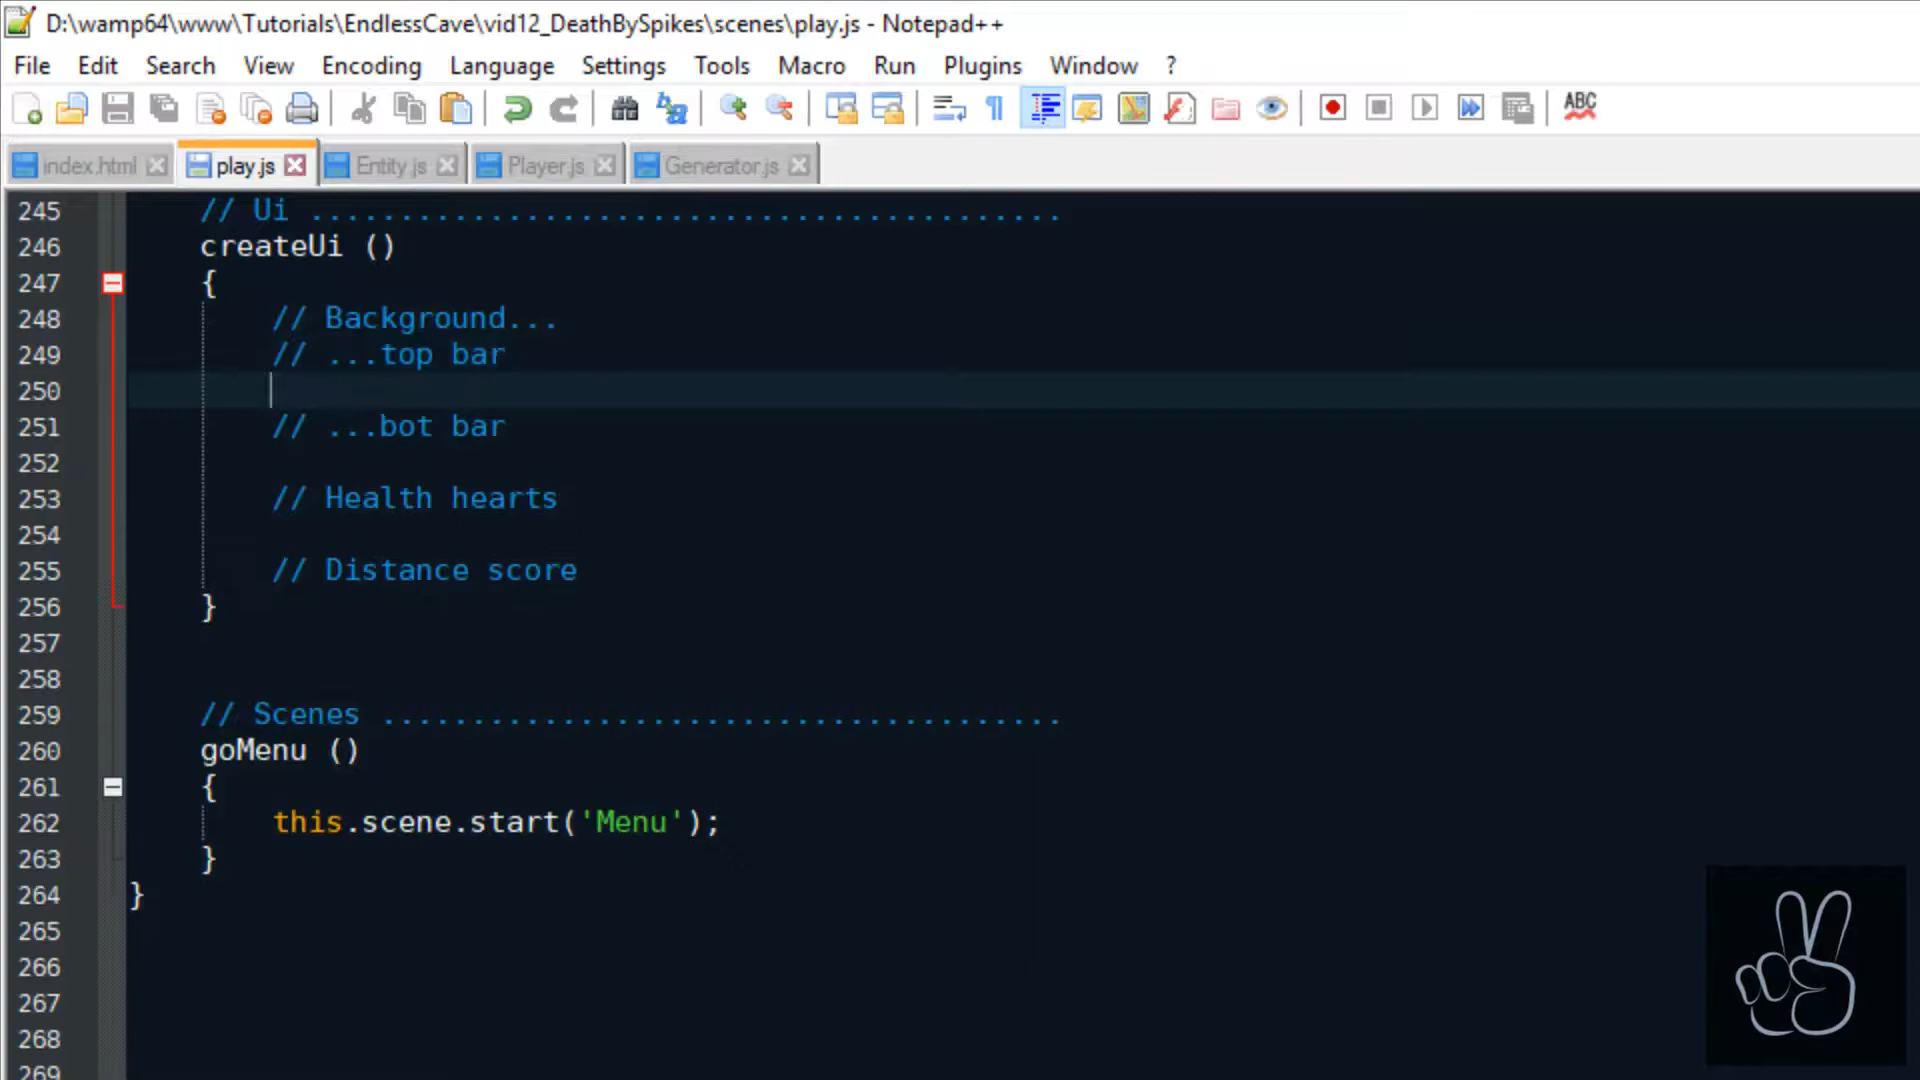 D:\wamp64\www\Tutorials\EndlessCave\vid12_DeathBySpikes\scenes\play.js - Notepad++
File Edit Search View Encoding Language Settings Tools Macro Run Plugins Window ?
ABC
index.html play.js Entity.js Player.js Generator.js
245 // Ui ..........................................
246 createUi ()
247 {
248 // Background...
249 // ...top bar
250
251 // ...bot bar
252
253 // Health hearts
254
255 // Distance score
256 }
257
258
259 // Scenes ......................................
260 goMenu ()
261 {
262 this.scene.start('Menu');
263 }
264 }
265
266
267
268
269